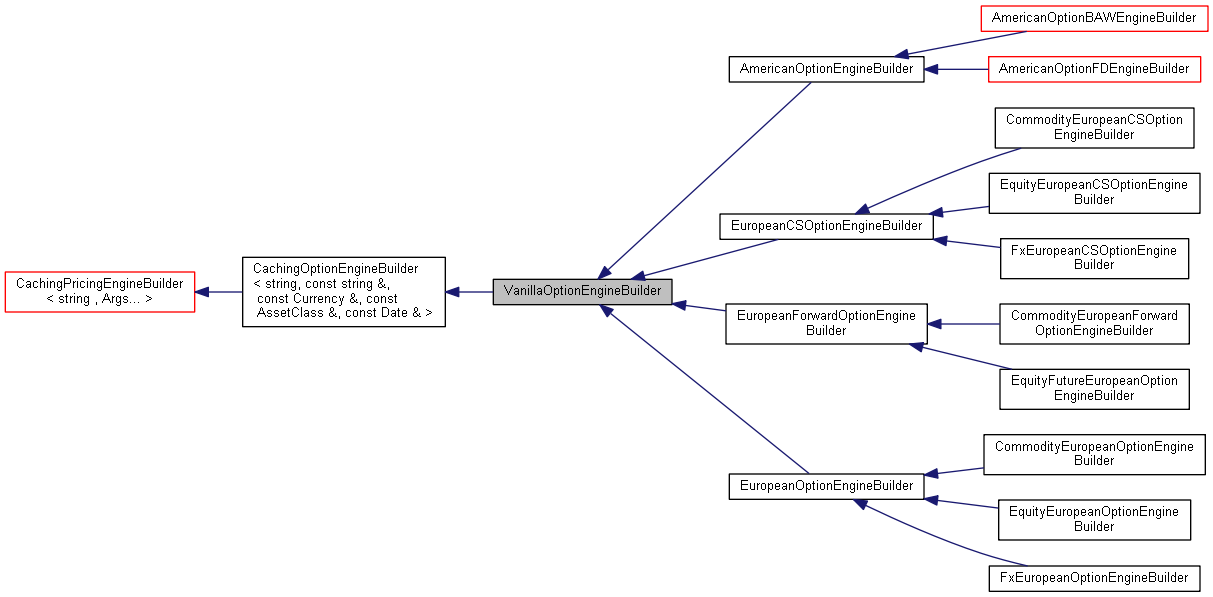 AmericanOptionBAWEngineBuilder
AmericanOptionEngineBuilder
AmericanOptionFDEngineBuilder
CommodityEuropeanCSOption
EngineBuilder
EquityEuropeanCSOptionEngine
Builder
EuropeanCSOptionEngineBuilder
FxEuropeanCSOptionEngine
Builder
CachingPricingEngineBuilder
< string , Args... >
CachingOptionEngineBuilder
< string, const string &,
const Currency &, const
AssetClass &, const Date & >
VanillaOptionEngineBuilder
EuropeanForwardOptionEngine
Builder
CommodityEuropeanForward
OptionEngineBuilder
EquityFutureEuropeanOption
EngineBuilder
CommodityEuropeanOptionEngine
Builder
EuropeanOptionEngineBuilder
EquityEuropeanOptionEngine
Builder
FxEuropeanOptionEngineBuilder